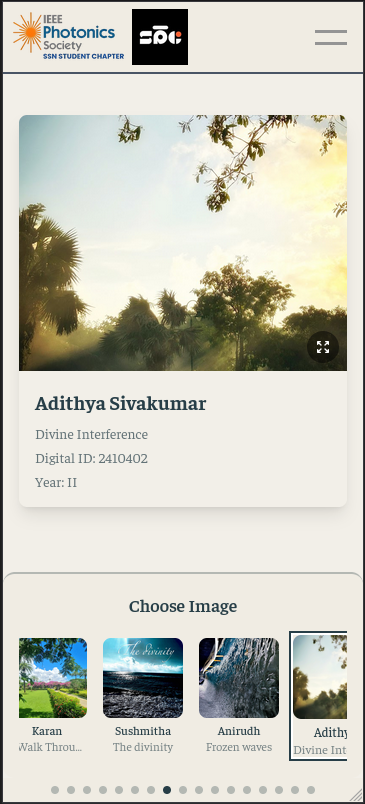 IEEE
Photonics
Society
SSN STUDENT CHAPTER
spc
Adithya Sivakumar
Divine Interference
Digital ID: 2410402
Year: II
Choose Image
The divinity
Karan
Walk Throu...
Sushmitha
The divinity
Anirudh
Frozen waves
Adithy
Divine Int